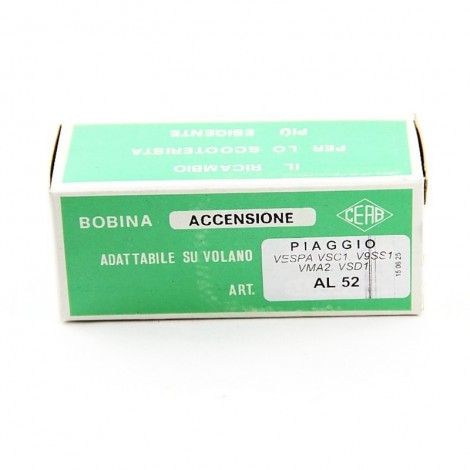 IL RICAMBIO
PER LO SCOOTERISTA
PIÙ ESIGENTE
BOBINA ACCENSIONE
CEAB
ADATTABILE SU VOLANO
ART.
PIAGGIO
VESPA VSC1, V9SS1,
VMA2, VSD1
AL 52
15 06 25